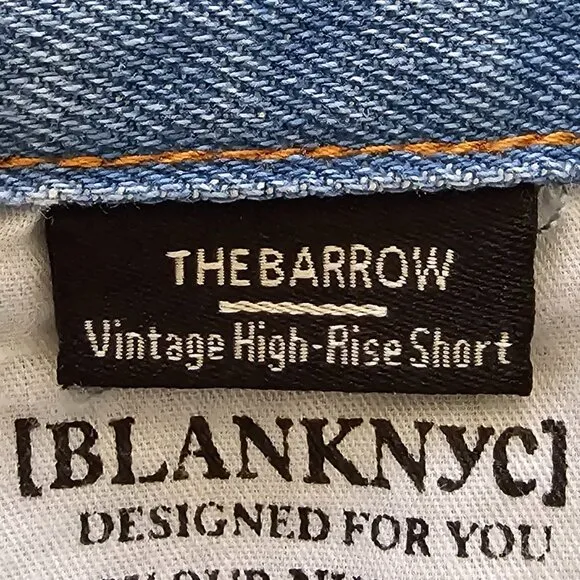 THE BARROW
Vintage High-Rise Short
[BLANKNYC]
DESIGNED FOR YOU